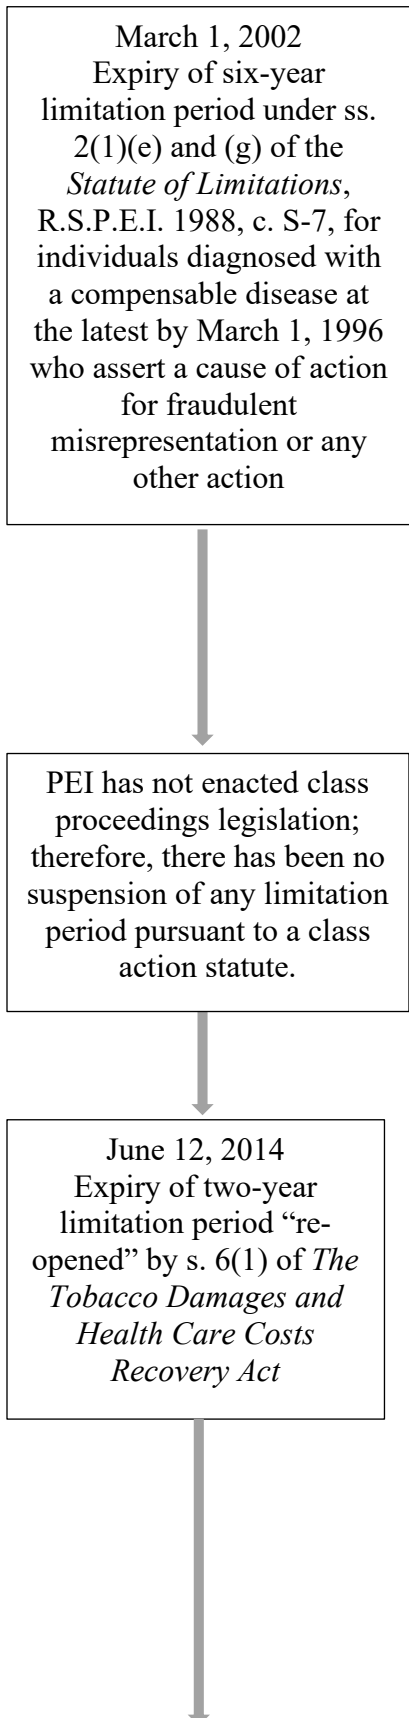 March 1, 2002
Expiry of six-year
limitation period under ss.
2(1)(e) and (g) of the
Statute of Limitations,
R.S.P.E.I. 1988, c. S-7, for
individuals diagnosed with
a compensable disease at
the latest by March 1, 1996
who assert a cause of action
for fraudulent
misrepresentation or any
other action
PEI has not enacted class
proceedings legislation;
therefore, there has been no
suspension of any limitation
period pursuant to a class
action statute.
June 12, 2014
Expiry of two-year
limitation period “re-
opened” by s. 6(1) of The
Tobacco Damages and
Health Care Costs
Recovery Act